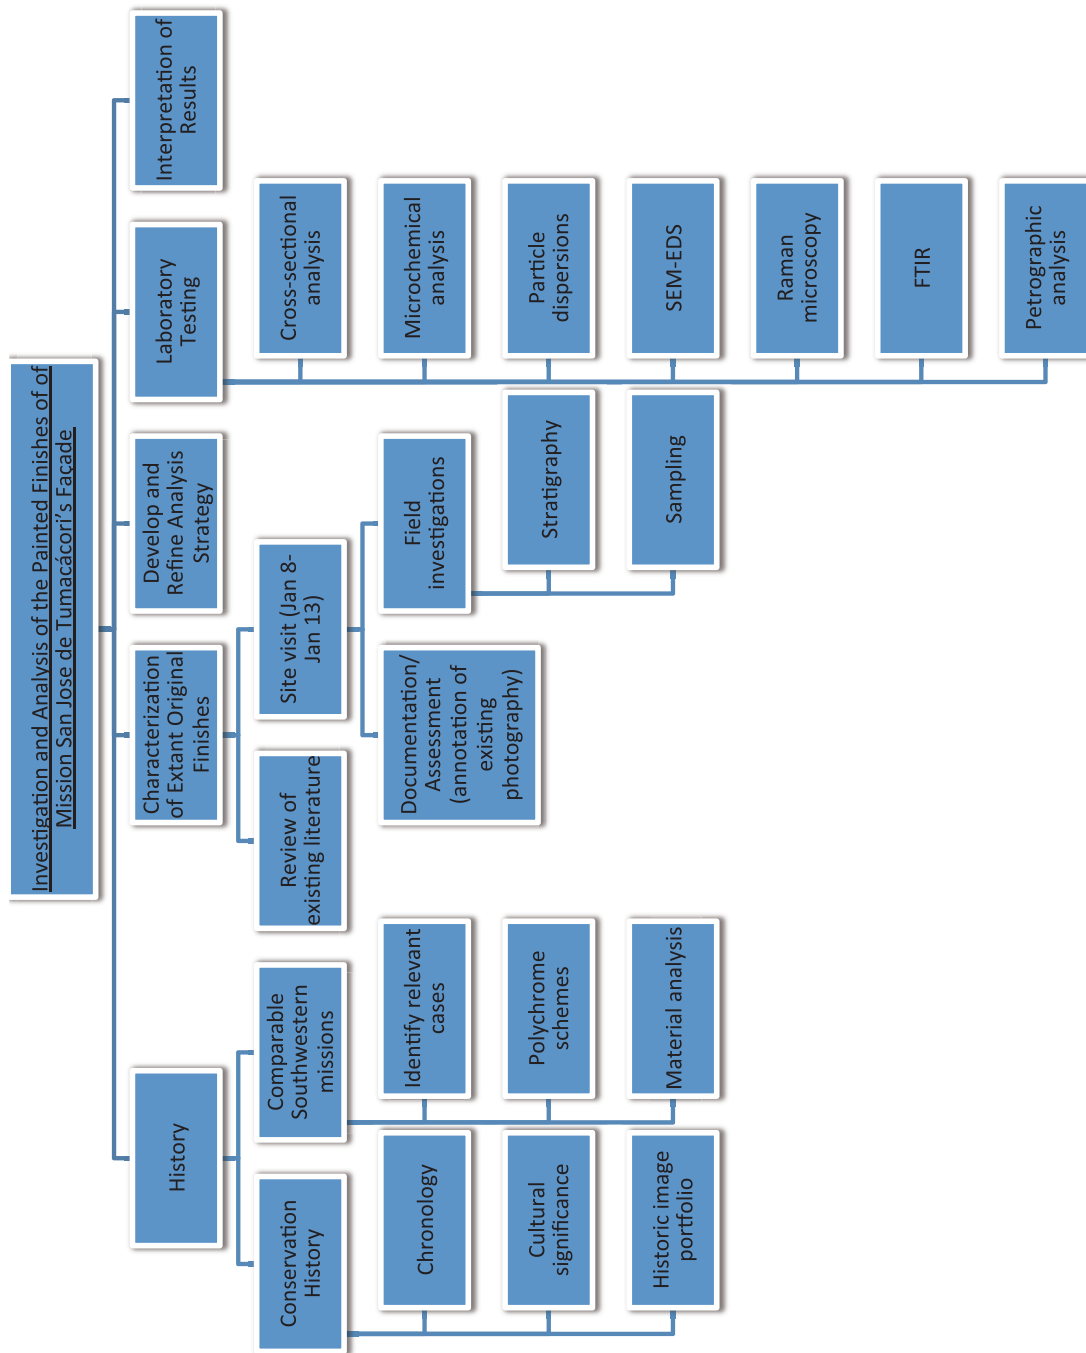 Investigation and Analysis of the Painted Finishes of of
Mission San Jose de Tumacácori's Façade
History
Conservation
History
Chronology
Cultural
significance
Historic image
portfolio
Comparable
Southwestern
missions
Identify relevant
cases
Polychrome
schemes
Material analysis
Characterization
of Extant Original
Finishes
Review of
existing literature
Site visit (Jan 8-
Jan 13)
Documentation/
Assessment
(annotation of
existing
photography)
Field
investigations
Stratigraphy
Sampling
Develop and
Refine Analysis
Strategy
Laboratory
Testing
Cross-sectional
analysis
Microchemical
analysis
Particle
dispersions
SEM-EDS
Raman
microscopy
FTIR
Petrographic
analysis
Interpretation of
Results